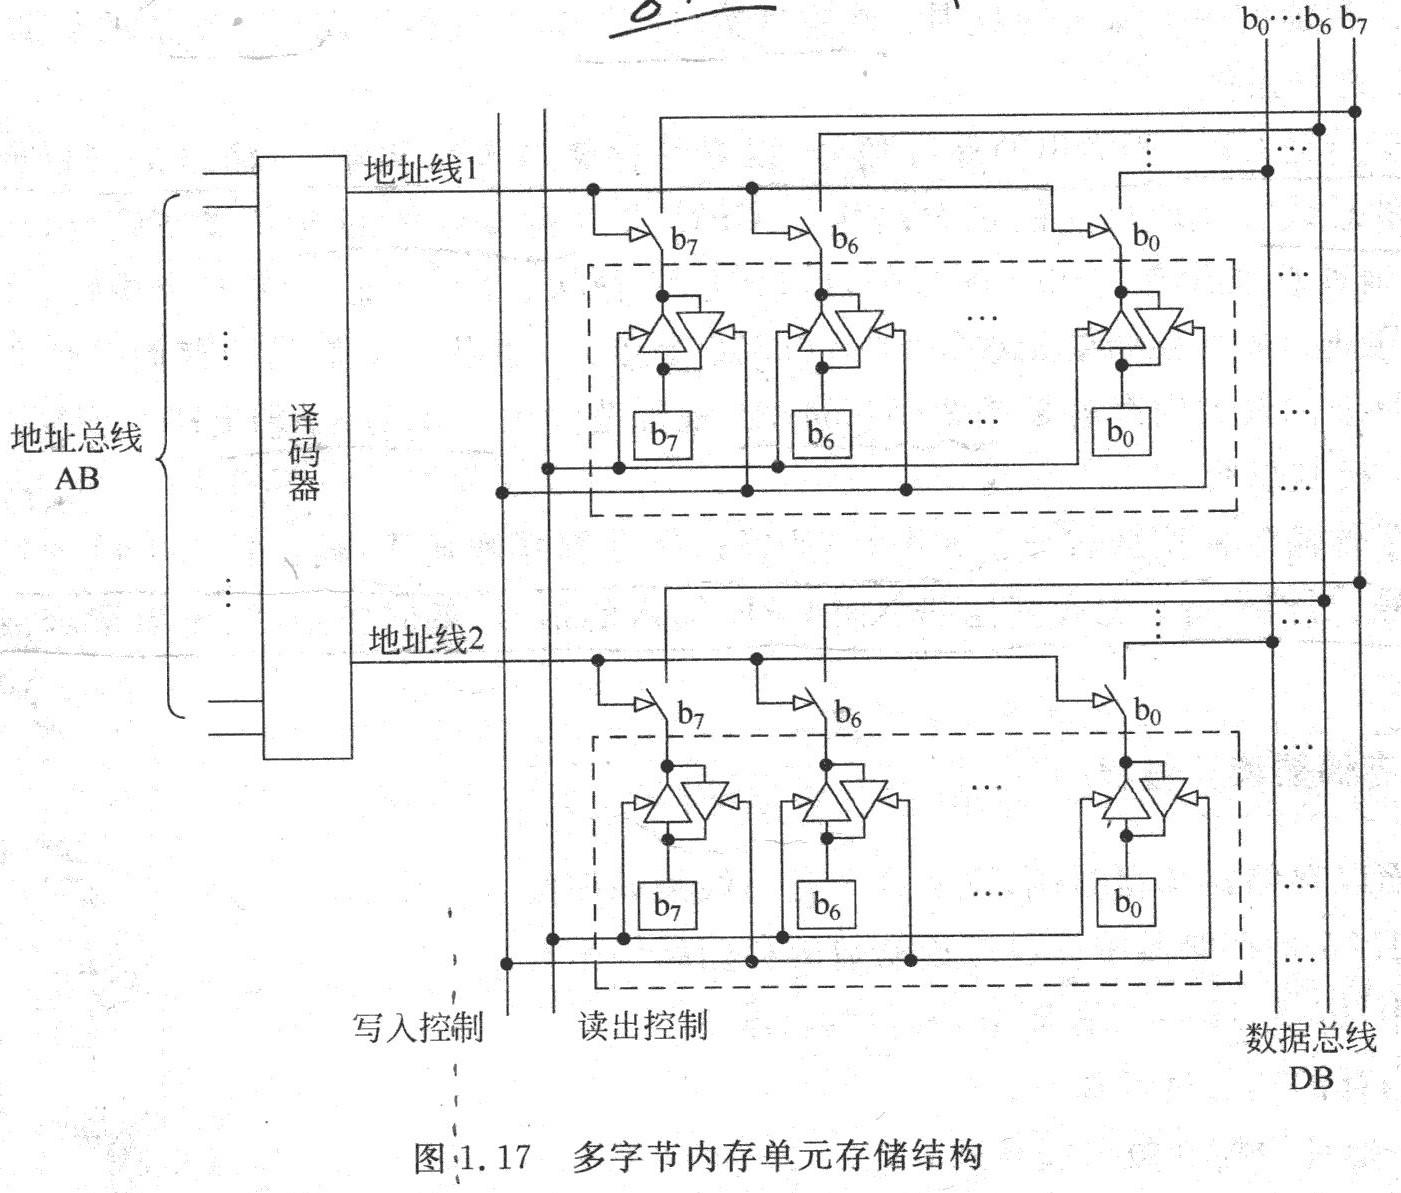 b₀…b₆ b₇
地址线1
b₇ b₆ b₀
…
b₇ b₆ … b₀
译码器
地址总线
AB
地址线2
b₇ b₆ b₀
…
b₇ b₆ … b₀
写入控制 读出控制
数据总线
DB
图 1.17 多字节内存单元存储结构